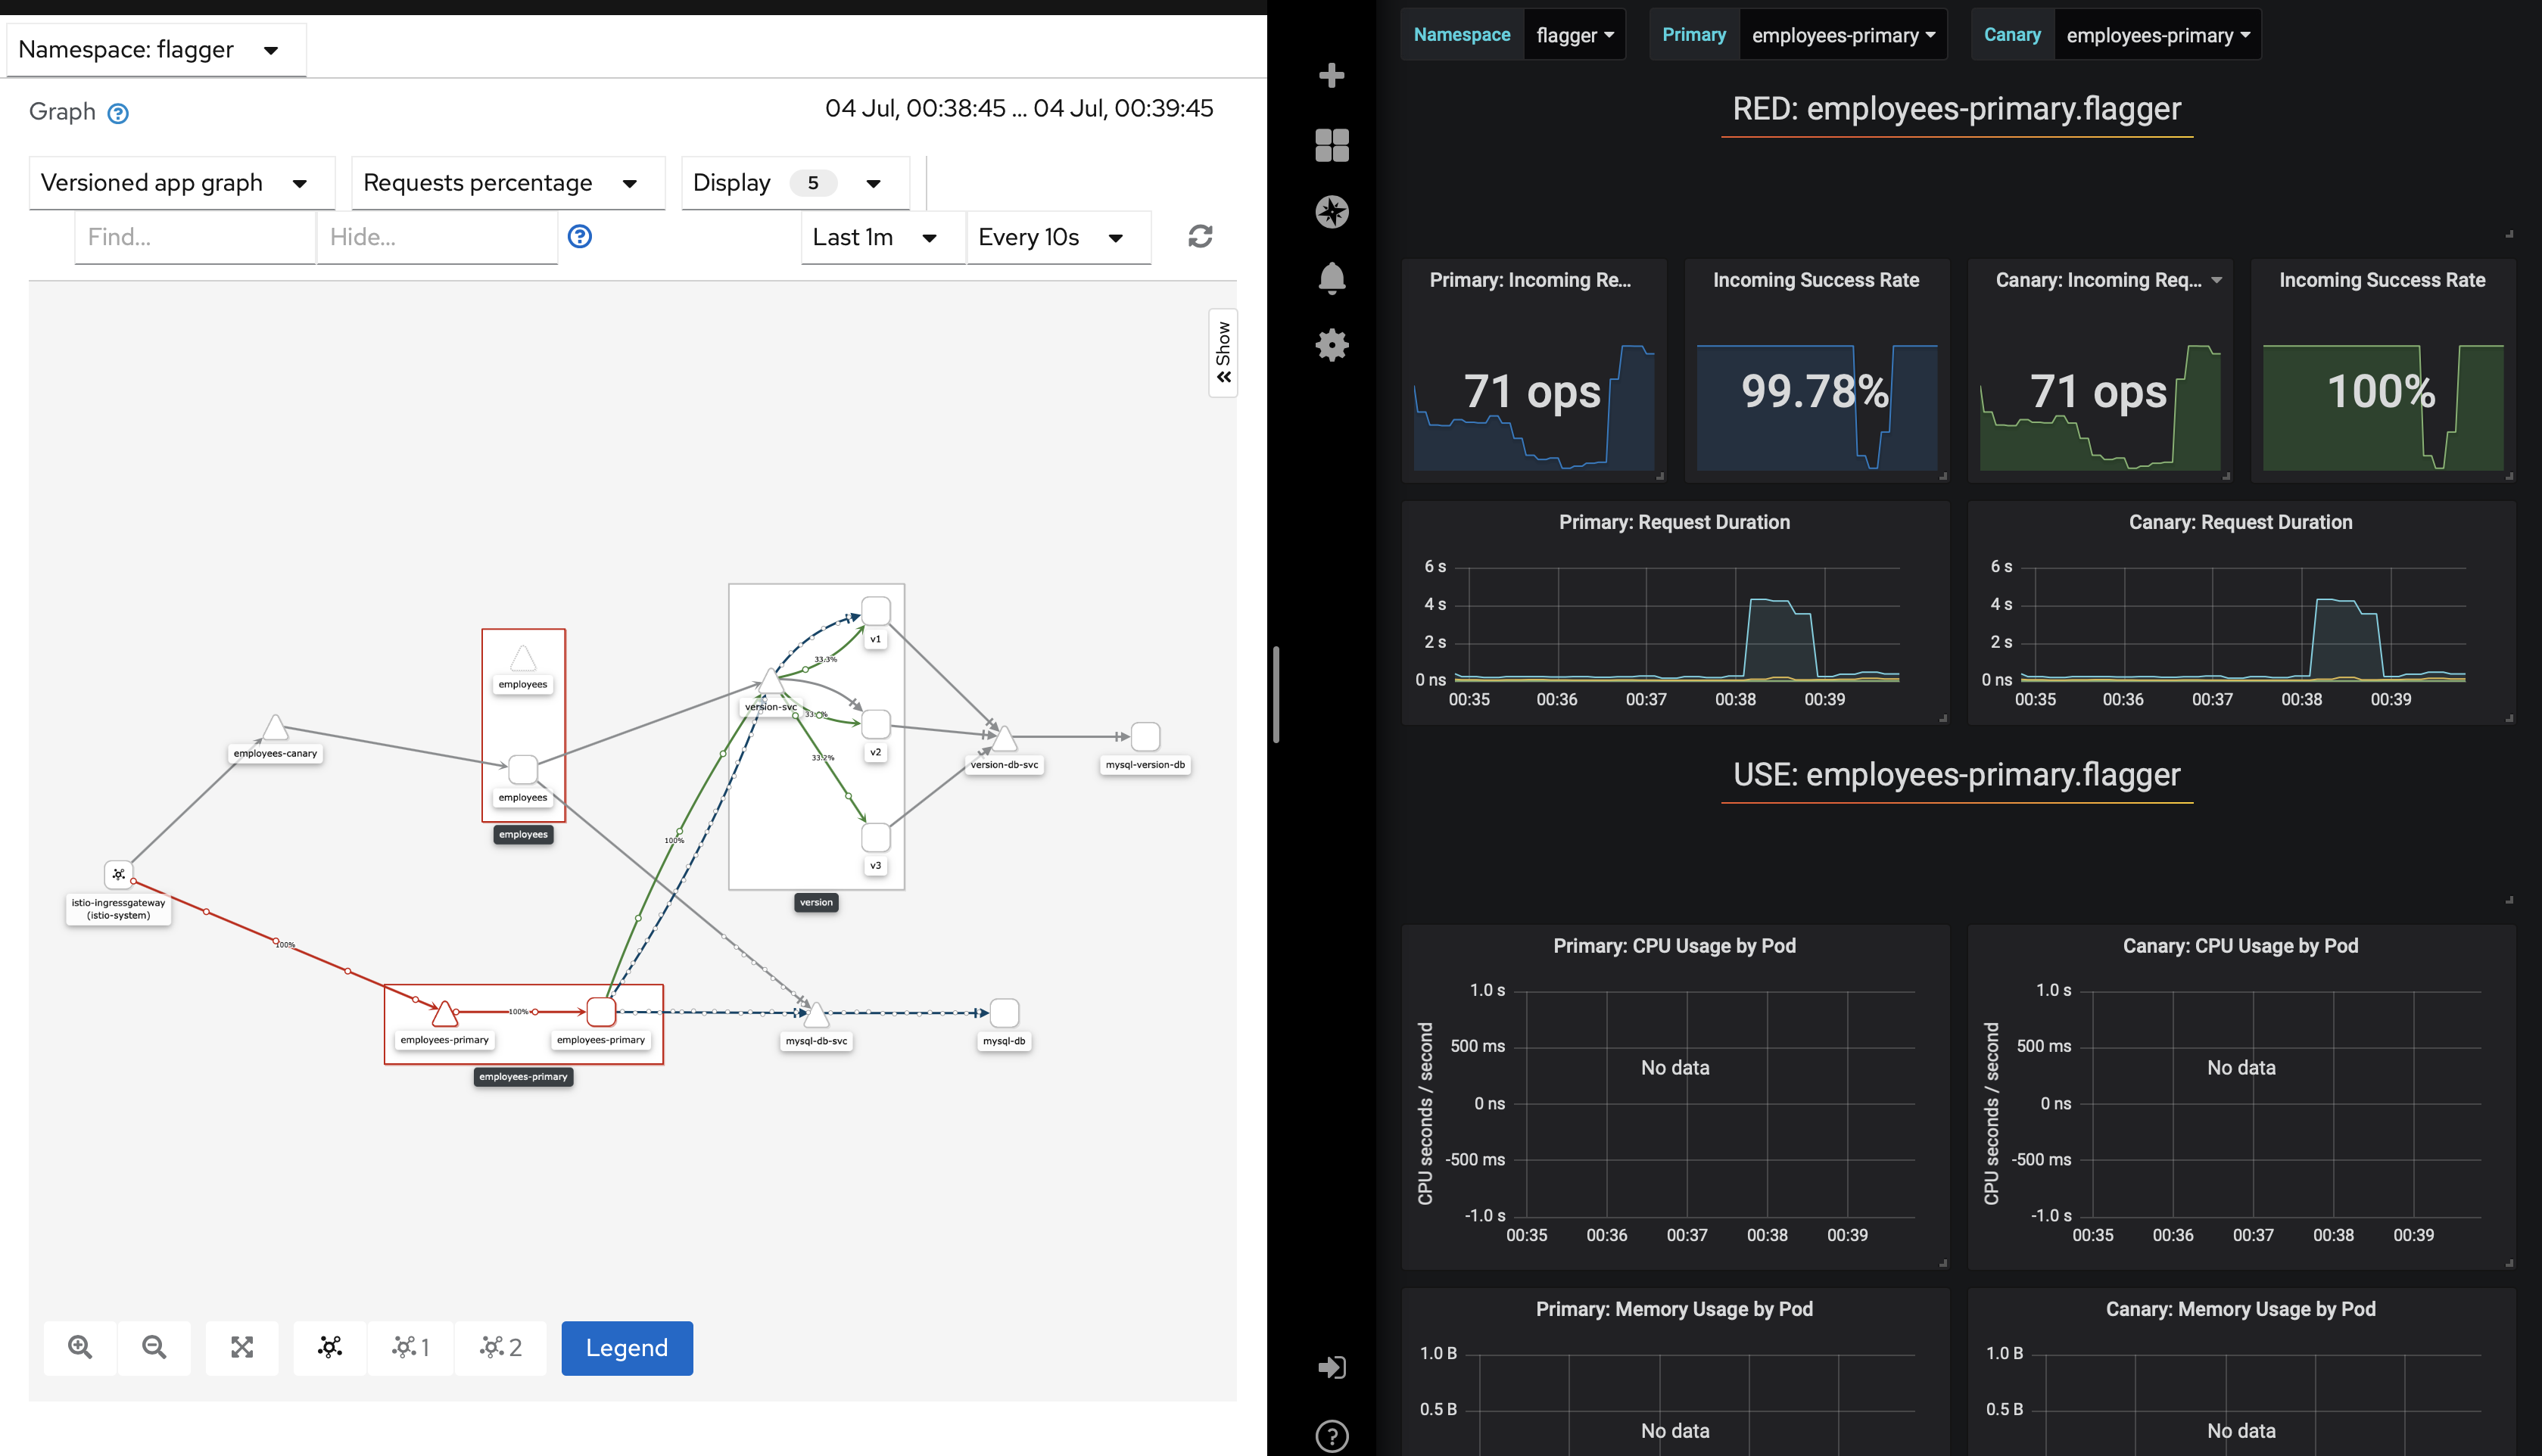 Namespace: flagger
Graph
04 Jul, 00:38:45 ... 04 Jul, 00:39:45
Versioned app graph
Requests percentage
Display 5
Find...
Hide...
Last 1m
Every 10s
Show
v1
33.3%
employees
version-svc
v2
33.2%
employees-canary
version-db-svc
mysql-version-db
employees
employees
100%
v3
istio-ingressgateway
(istio-system)
version
100%
100%
employees-primary
employees-primary
mysql-db-svc
mysql-db
employees-primary
1
2
Legend
Namespace flagger
Primary employees-primary
Canary employees-primary
RED: employees-primary.flagger
Primary: Incoming Re...
71 ops
Incoming Success Rate
99.78%
Canary: Incoming Req...
71 ops
Incoming Success Rate
100%
Primary: Request Duration
6 s
4 s
2 s
0 ns
00:35 00:36 00:37 00:38 00:39
Canary: Request Duration
6 s
4 s
2 s
0 ns
00:35 00:36 00:37 00:38 00:39
USE: employees-primary.flagger
Primary: CPU Usage by Pod
CPU seconds / second
1.0 s
500 ms
No data
0 ns
-500 ms
-1.0 s
00:35 00:36 00:37 00:38 00:39
Canary: CPU Usage by Pod
CPU seconds / second
1.0 s
500 ms
No data
0 ns
-500 ms
-1.0 s
00:35 00:36 00:37 00:38 00:39
Primary: Memory Usage by Pod
1.0 B
0.5 B
No data
Canary: Memory Usage by Pod
1.0 B
0.5 B
No data